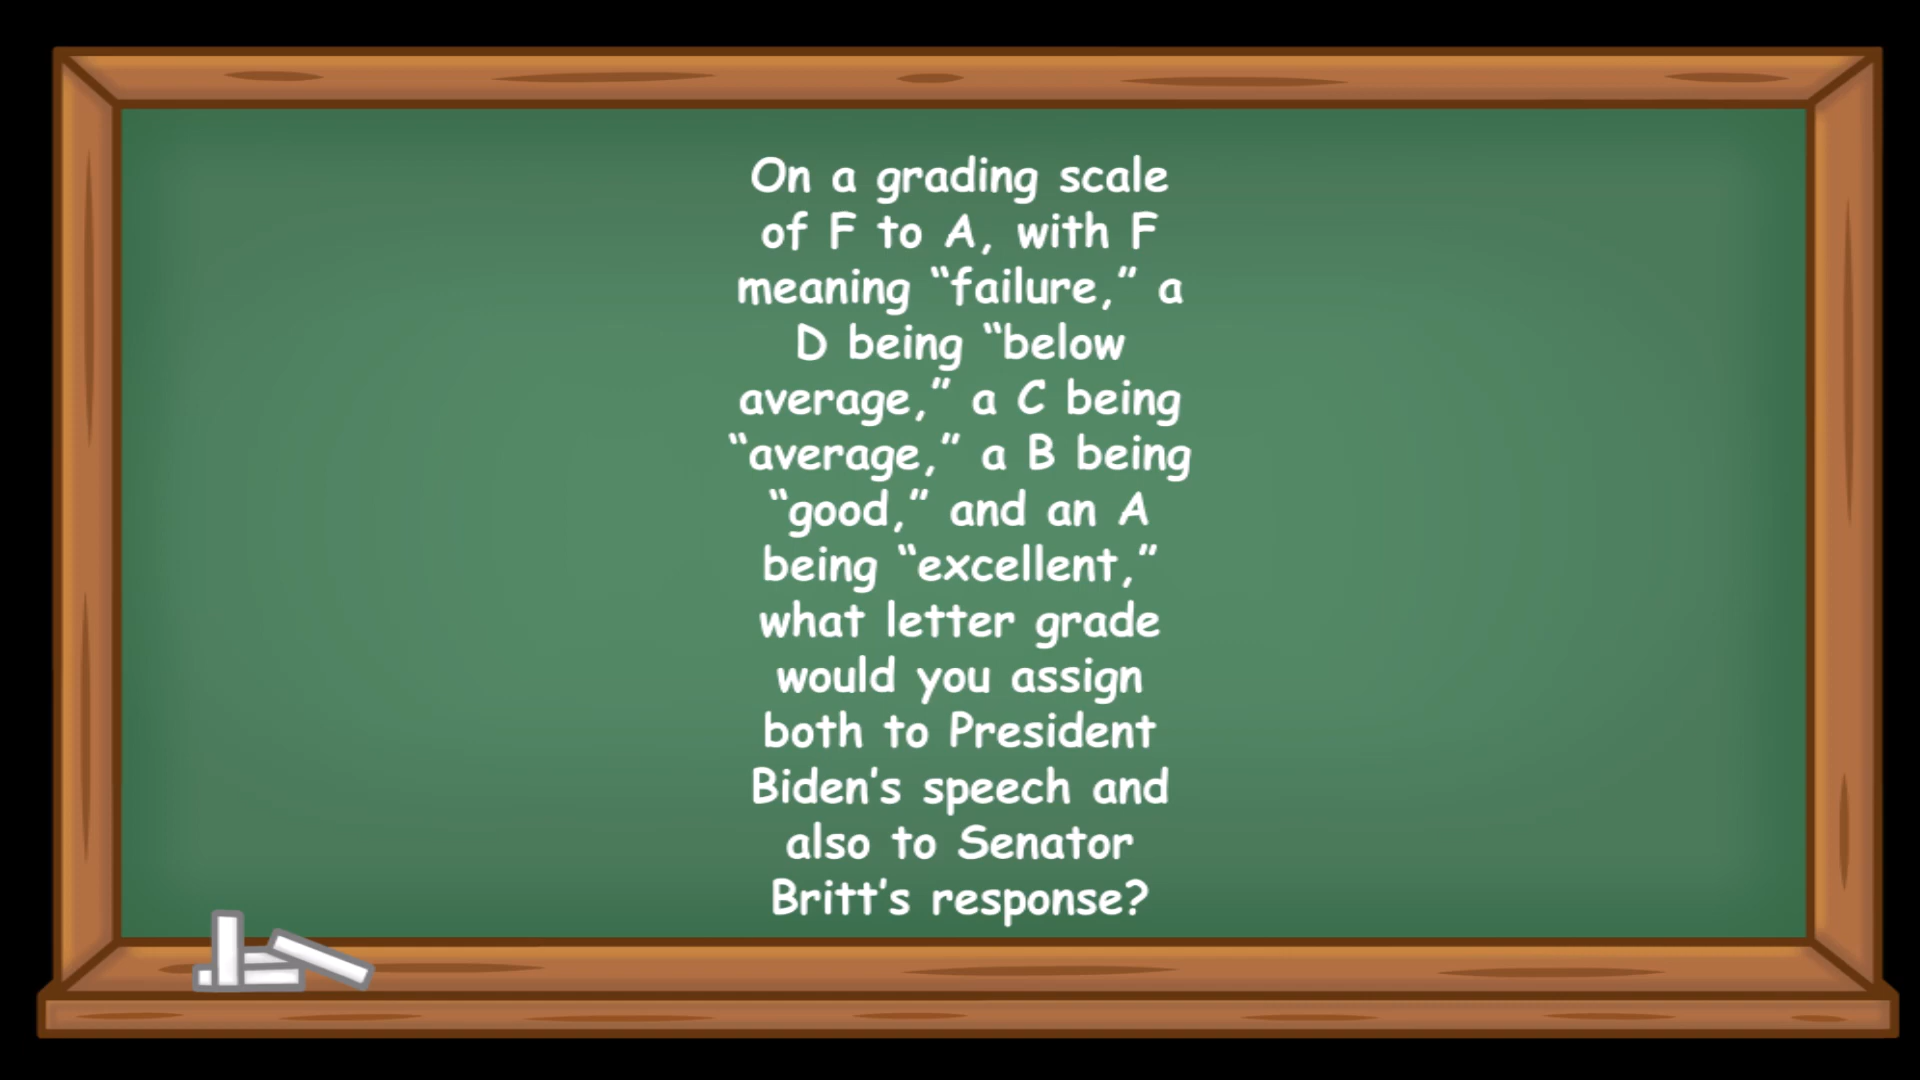 On a grading scale
of F to A, with F
meaning “failure,” a
D being “below
average,” a C being
“average,” a B being
“good,” and an A
being “excellent,”
what letter grade
would you assign
both to President
Biden’s speech and
also to Senator
Britt’s response?